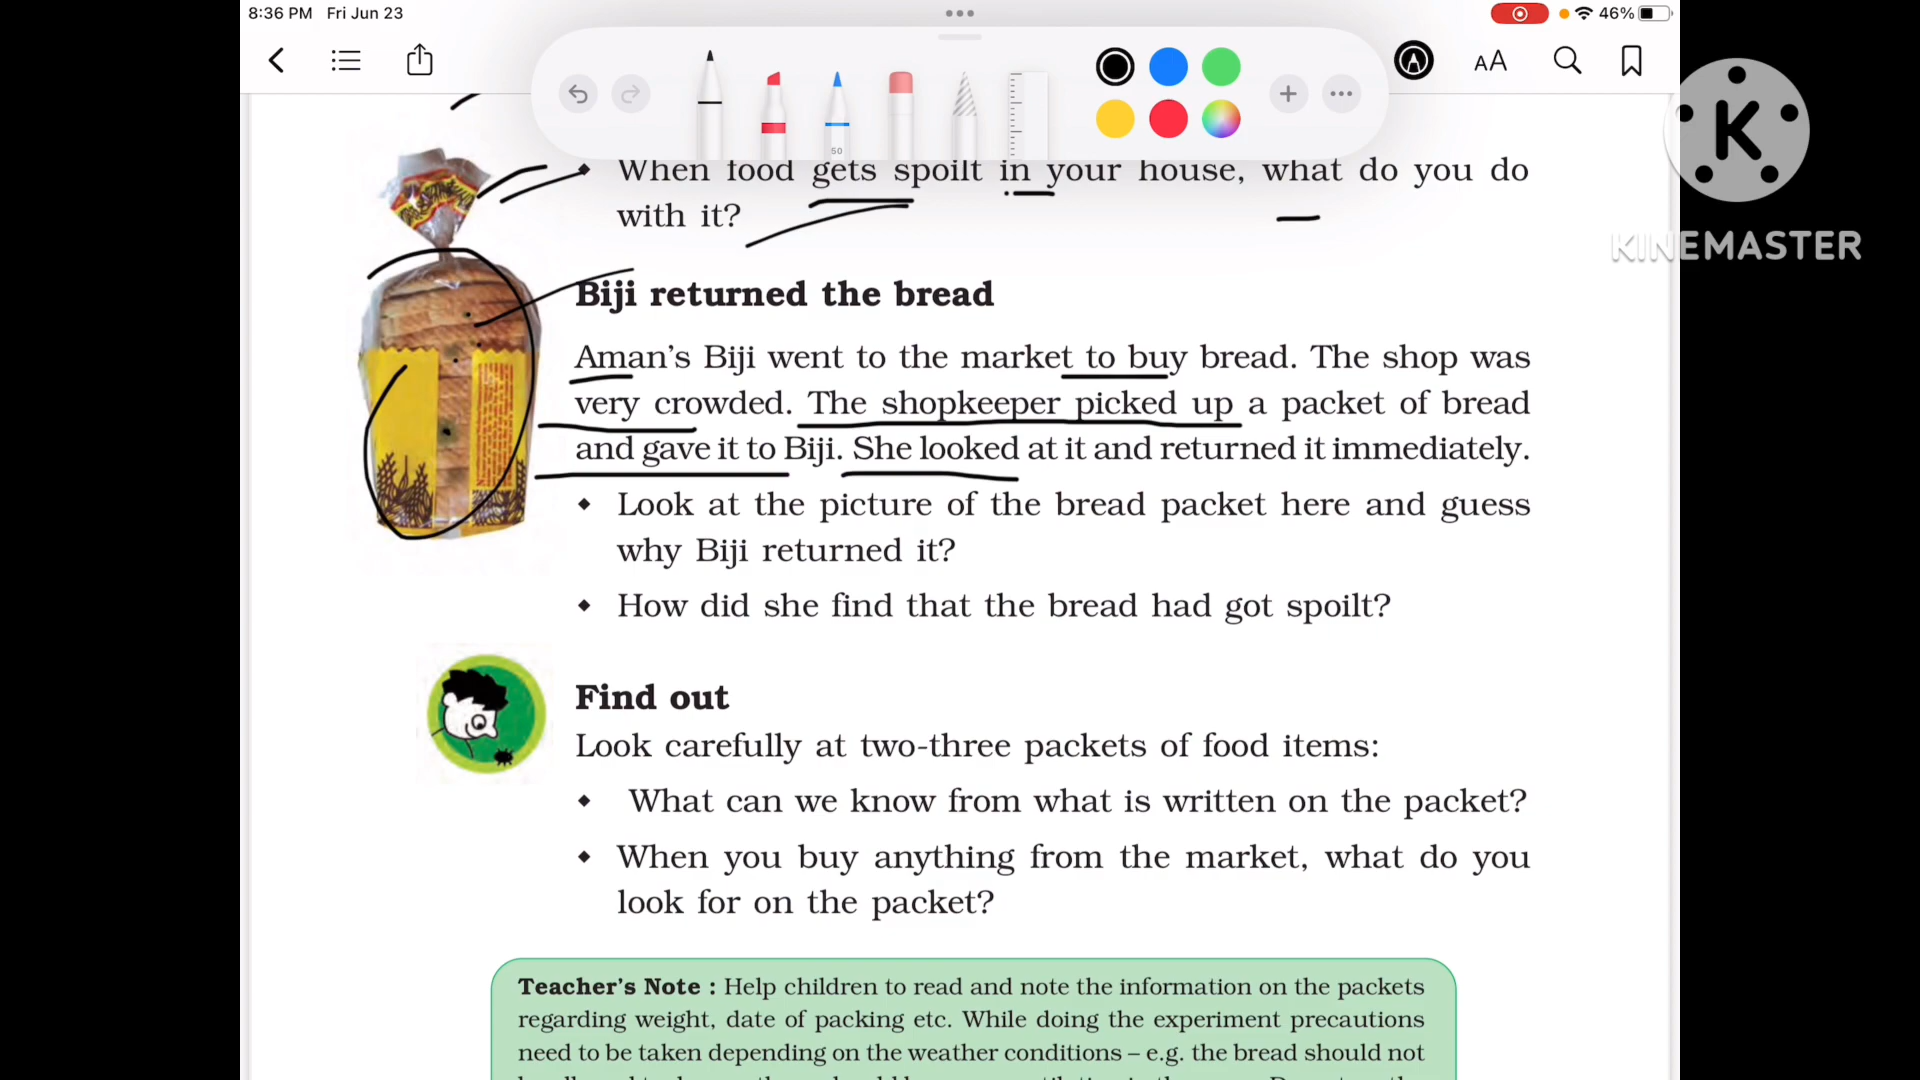 8:36 PM Fri Jun 23
46%
AA
50
K
KINEMASTER
When food gets spoilt in your house, what do you do
with it?
Biji returned the bread
Aman's Biji went to the market to buy bread. The shop was
very crowded. The shopkeeper picked up a packet of bread
and gave it to Biji. She looked at it and returned it immediately.
◆ Look at the picture of the bread packet here and guess
why Biji returned it?
◆ How did she find that the bread had got spoilt?
Find out
Look carefully at two-three packets of food items:
◆ What can we know from what is written on the packet?
◆ When you buy anything from the market, what do you
look for on the packet?
Teacher's Note : Help children to read and note the information on the packets
regarding weight, date of packing etc. While doing the experiment precautions
need to be taken depending on the weather conditions – e.g. the bread should not